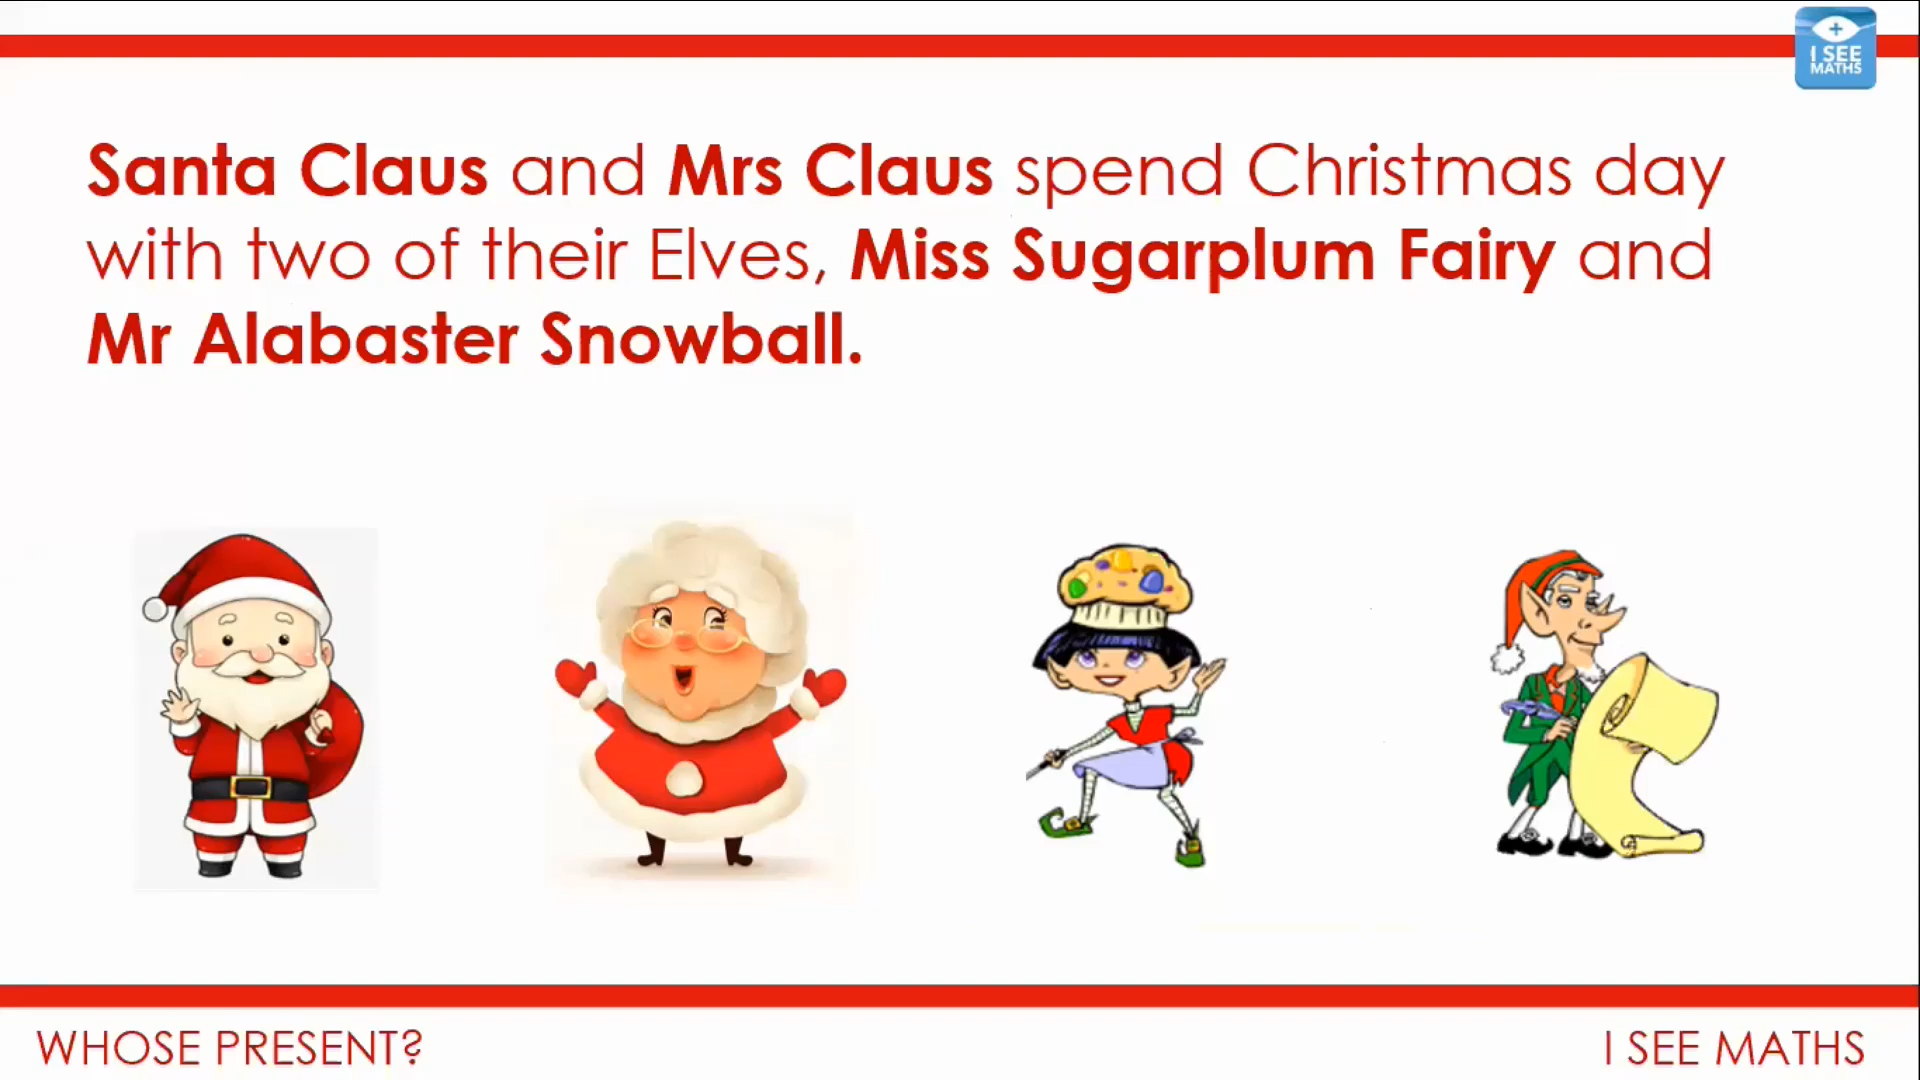 I SEE
MATHS
Santa Claus and Mrs Claus spend Christmas day
with two of their Elves, Miss Sugarplum Fairy and
Mr Alabaster Snowball.
WHOSE PRESENT?
I SEE MATHS